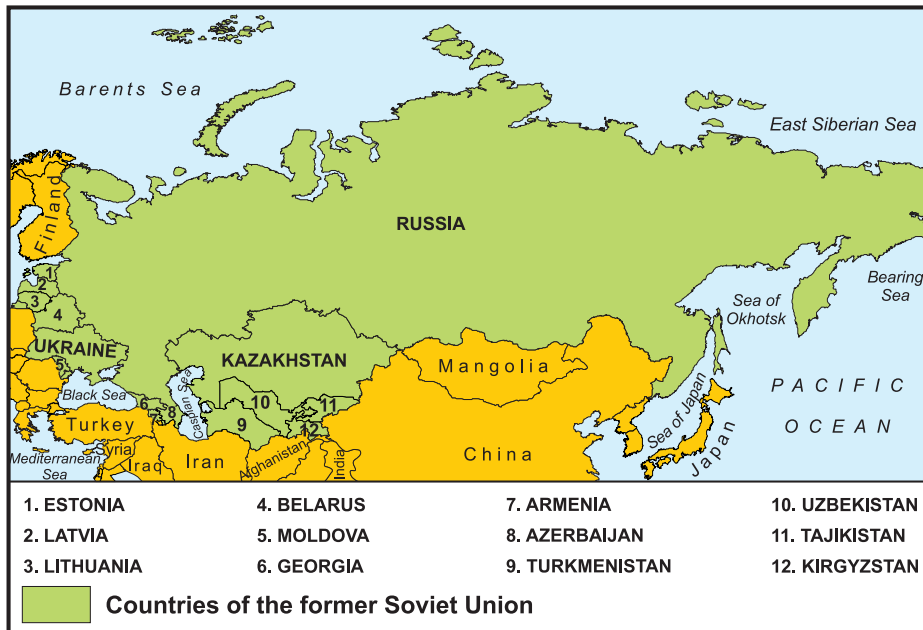 Barents Sea
East Siberian Sea
Finland
RUSSIA
1
2
3
4
Bearing
Sea
Sea of
Okhotsk
UKRAINE
5
KAZAKHSTAN
Mangolia
Black Sea
Caspian Sea
6
8
10
11
9
12
Turkey
Syria
Iraq
Iran
Afghanistan
India
China
Sea of Japan
Japan
PACIFIC
OCEAN
Mediterranean
Sea
1. ESTONIA 4. BELARUS 7. ARMENIA 10. UZBEKISTAN
2. LATVIA 5. MOLDOVA 8. AZERBAIJAN 11. TAJIKISTAN
3. LITHUANIA 6. GEORGIA 9. TURKMENISTAN 12. KIRGYZSTAN
Countries of the former Soviet Union